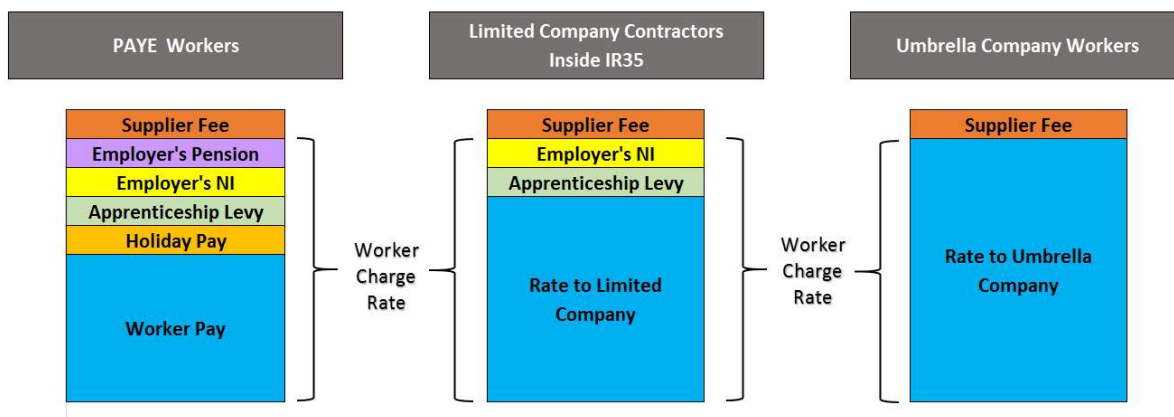 PAYE Workers
Limited Company Contractors
Inside IR35
Umbrella Company Workers
Supplier Fee
Employer's Pension
Employer's NI
Apprenticeship Levy
Holiday Pay
Worker Pay
Worker
Charge
Rate
Supplier Fee
Employer's NI
Apprenticeship Levy
Rate to Limited
Company
Worker
Charge
Rate
Supplier Fee
Rate to Umbrella
Company